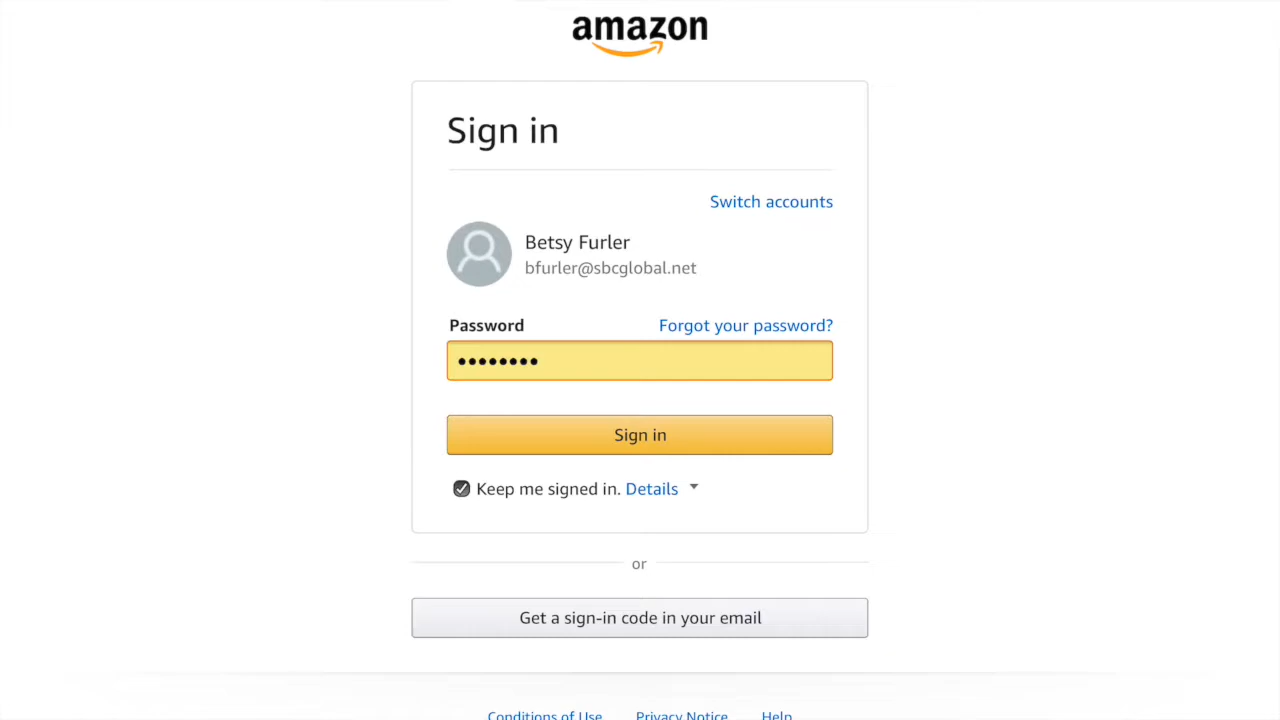 amazon
Sign in
Switch accounts
Betsy Furler
bfurler@sbcglobal.net
Password Forgot your password?
••••••••
Sign in
Keep me signed in. Details
or
Get a sign-in code in your email
Conditions of Use Privacy Notice Help